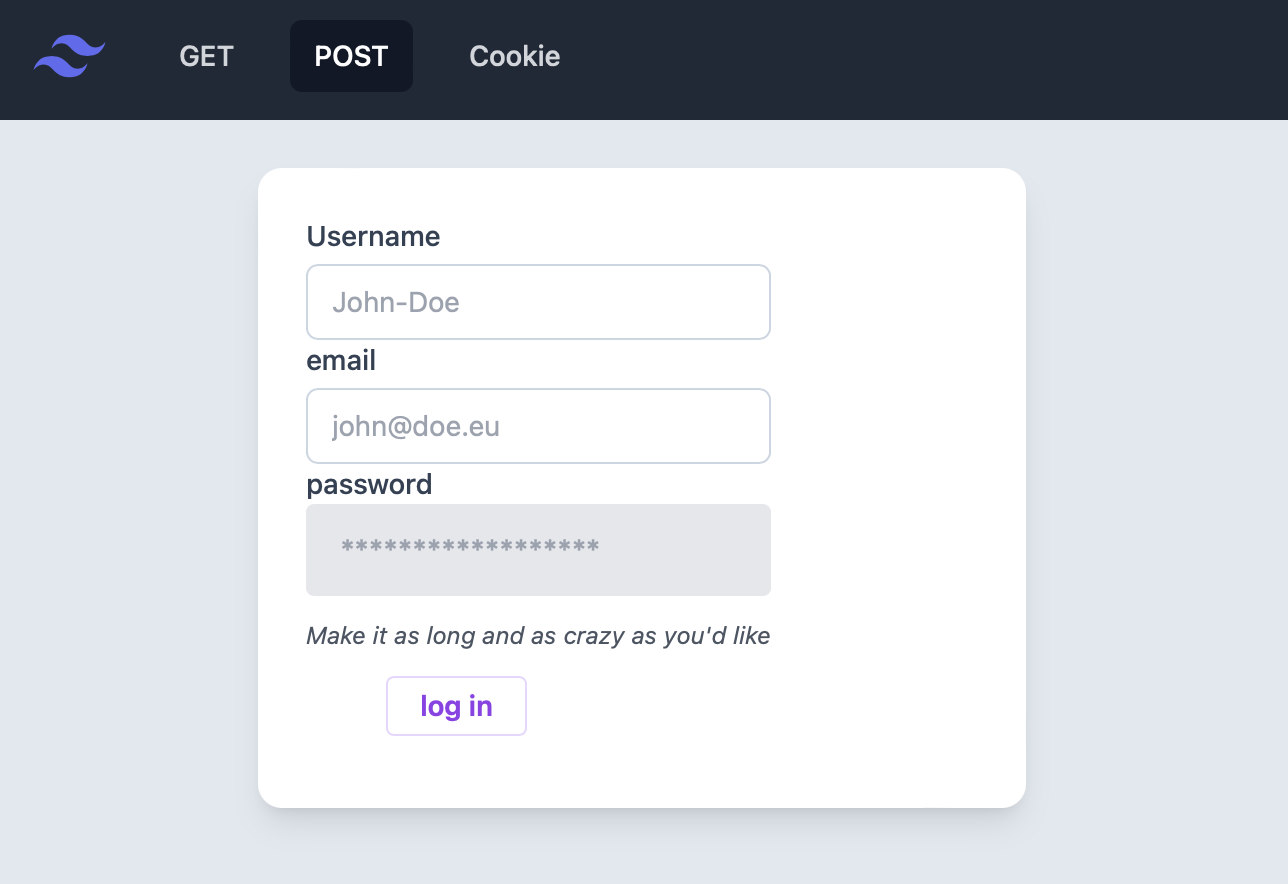 GET POST Cookie
Username
John-Doe
email
john@doe.eu
password
******************
Make it as long and as crazy as you'd like
log in